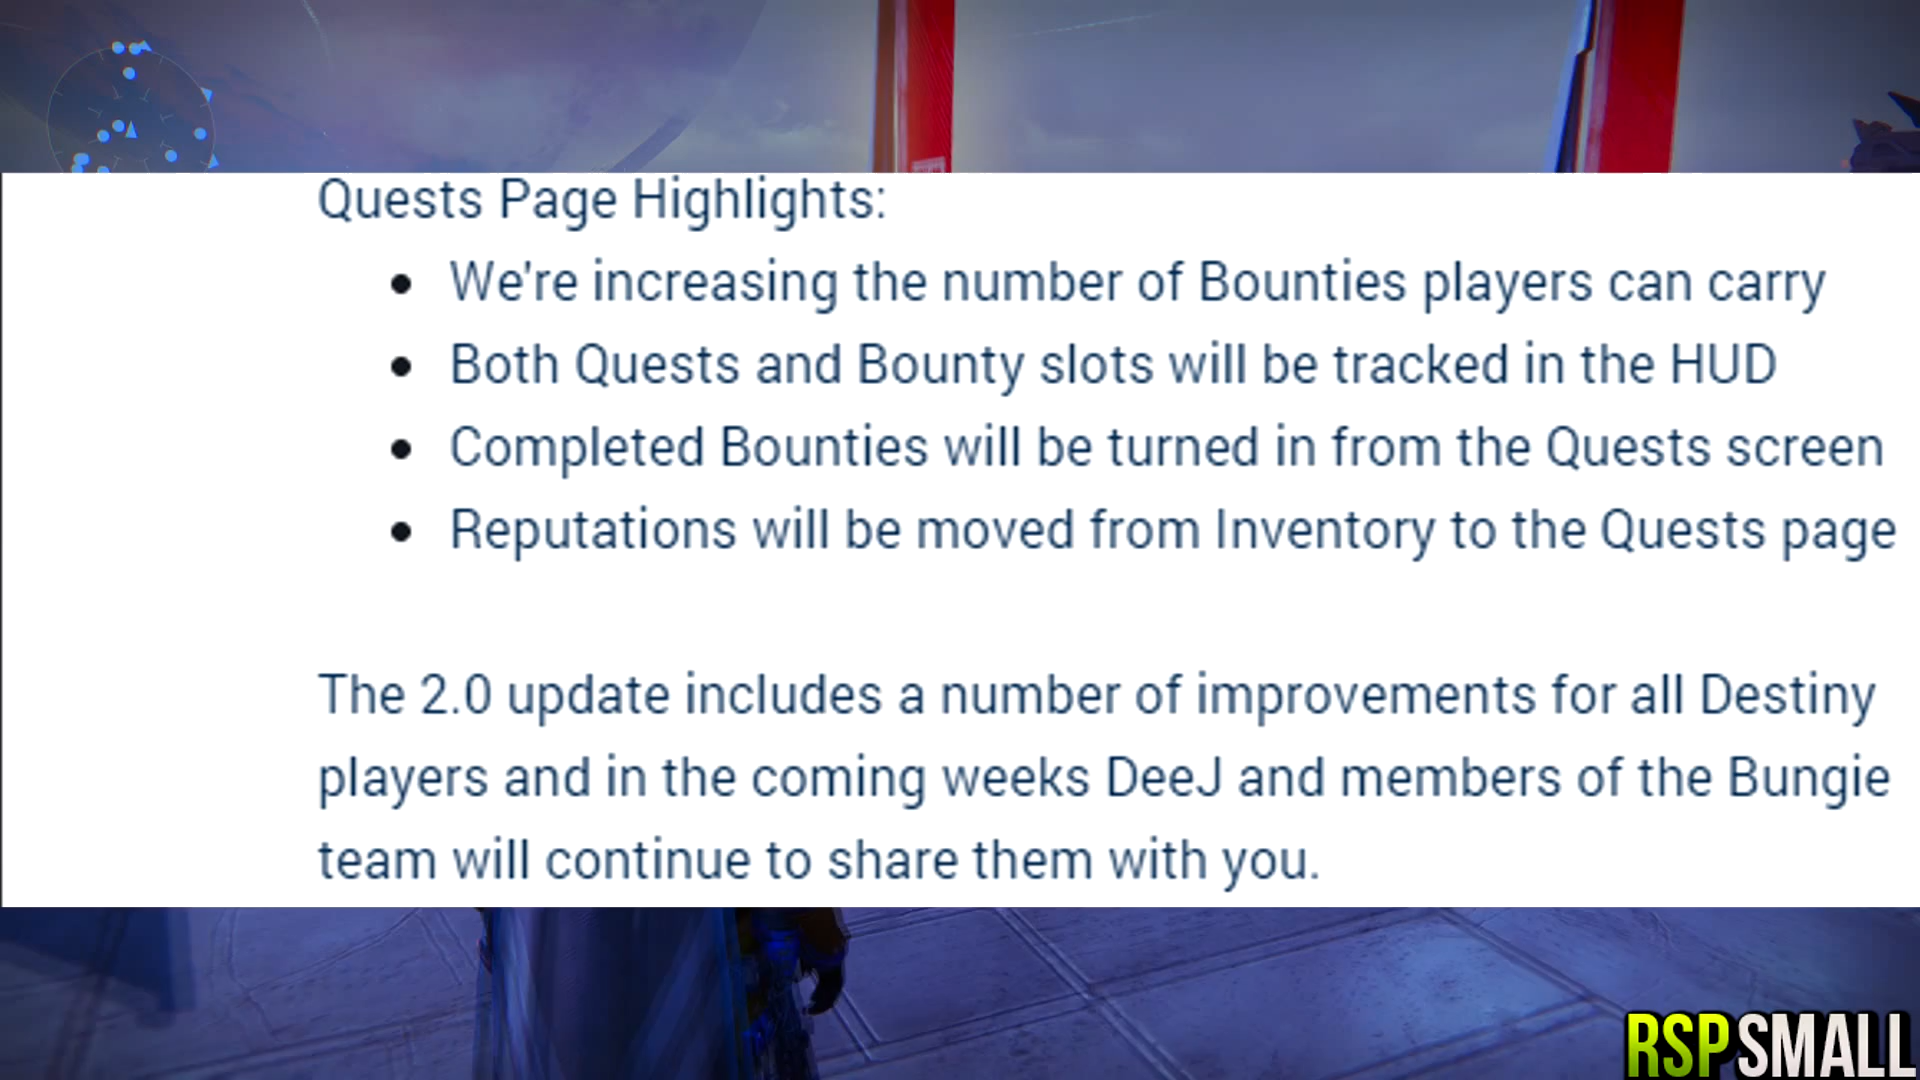 Quests Page Highlights:
• We're increasing the number of Bounties players can carry
• Both Quests and Bounty slots will be tracked in the HUD
• Completed Bounties will be turned in from the Quests screen
• Reputations will be moved from Inventory to the Quests page
The 2.0 update includes a number of improvements for all Destiny
players and in the coming weeks DeeJ and members of the Bungie
team will continue to share them with you.
RSPSMALL